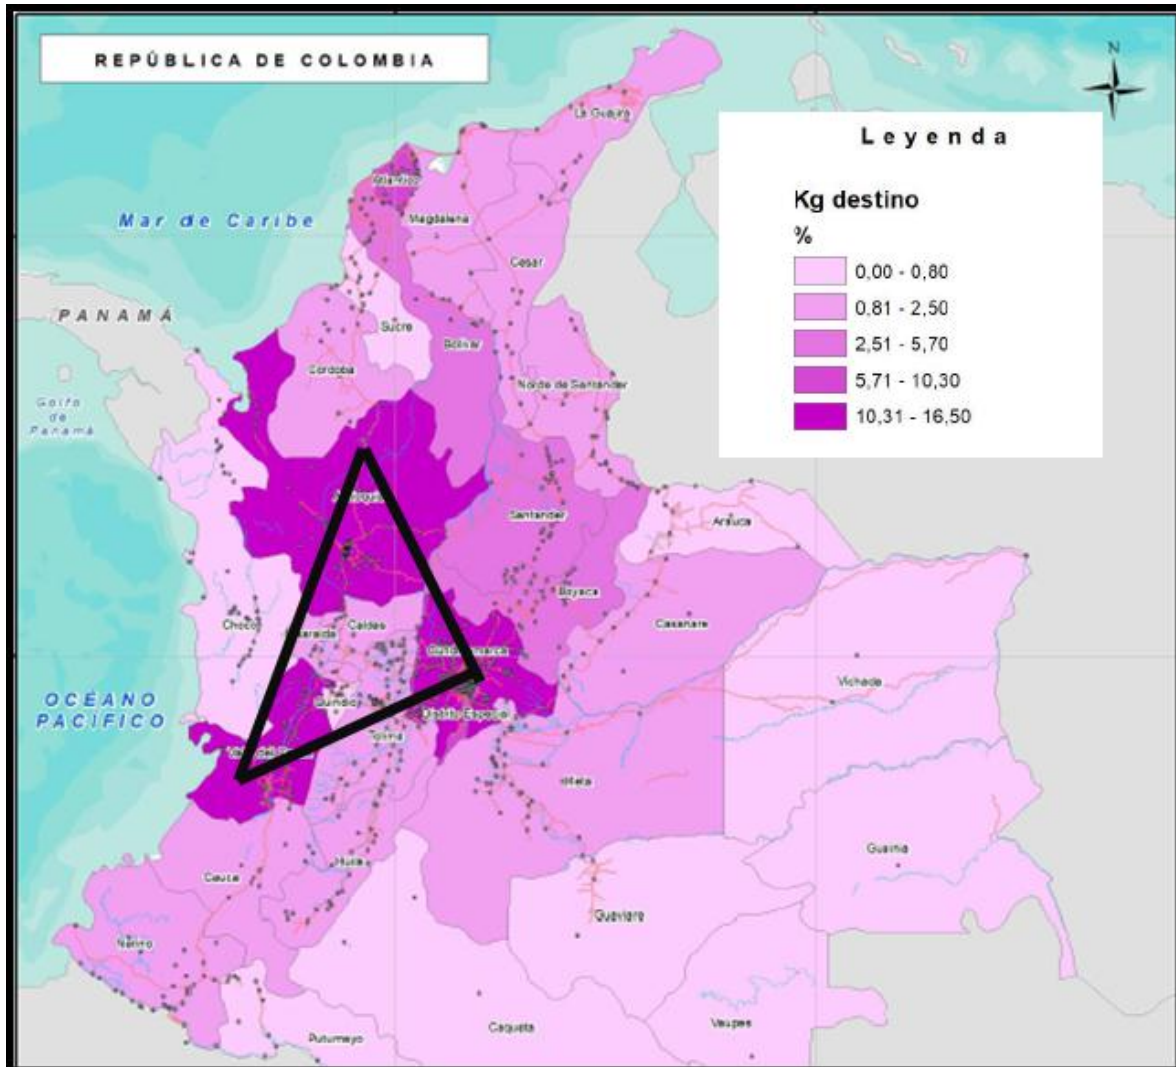 REPÚBLICA DE COLOMBIA
N
Leyenda
Kg destino
%
0,00 - 0,80
0,81 - 2,50
2,51 - 5,70
5,71 - 10,30
10,31 - 16,50
La Guajira
Atlántico
Mar de Caribe
Magdalena
Cesar
PANAMÁ
Sucre
Bolívar
Córdoba
Norte de Santander
Golfo
de
Panamá
Santander
Arauca
Boyacá
Chocó
Caldas
Casanare
Vichada
OCÉANO
PACÍFICO
Quindío
Distrito Especial
Tolima
Meta
Guainía
Huila
Cauca
Guaviare
Nariño
Putumayo
Caquetá
Vaupes